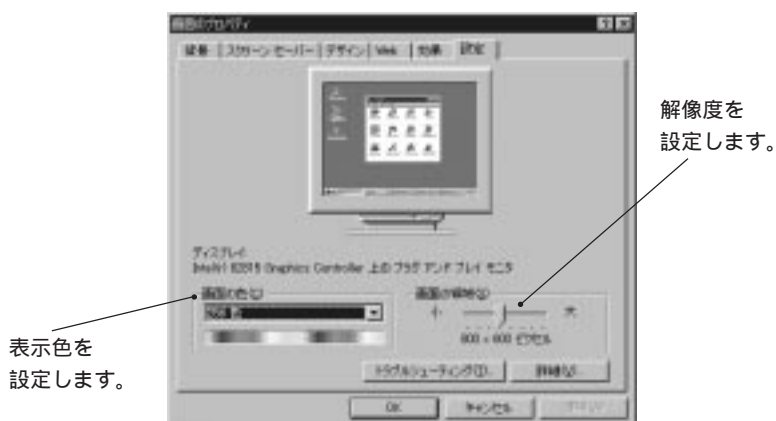 画面のプロパティ
背景 スクリーン セーバー デザイン Web 効果 設定
解像度を
設定します。
ディスプレイ
Intel(r) 82815 Graphics Controller 上の プラグ アンド プレイ モニタ
画面の色(C)
画面の領域(S)
256 色
小 大
800 x 600 ピクセル
表示色を
設定します。
トラブルシューティング(T)... 詳細(V)...
OK キャンセル